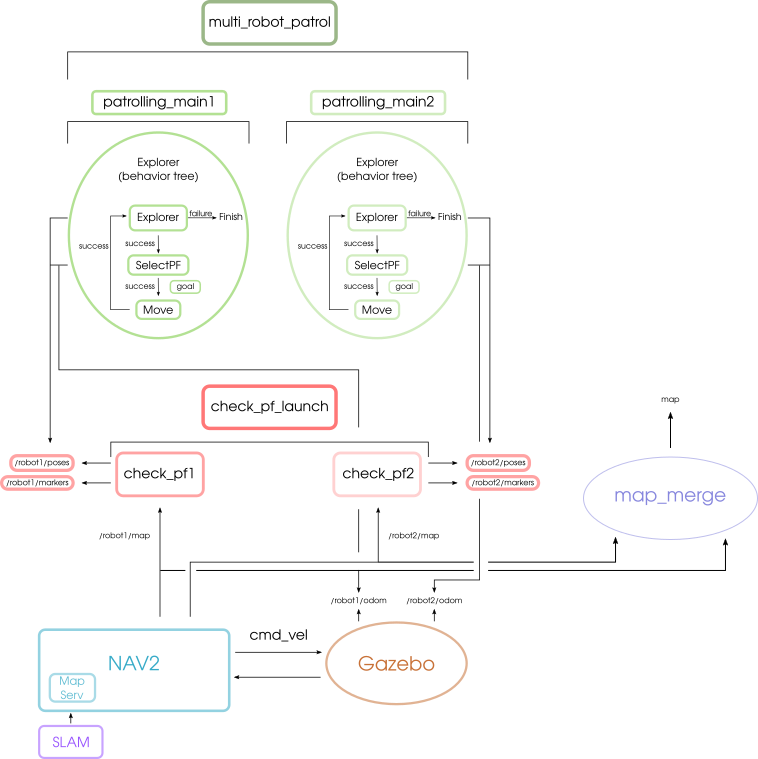 multi_robot_patrol
patrolling_main1
patrolling_main2
Explorer
(behavior tree)
Explorer
failure
Finish
success
success
SelectPF
success
goal
Move
Explorer
(behavior tree)
Explorer
failure
Finish
success
success
SelectPF
success
goal
Move
check_pf_launch
map
/robot1/poses
/robot1/markers
check_pf1
check_pf2
/robot2/poses
/robot2/markers
map_merge
/robot1/map
/robot2/map
/robot1/odom
/robot2/odom
cmd_vel
NAV2
Gazebo
Map
Serv
SLAM